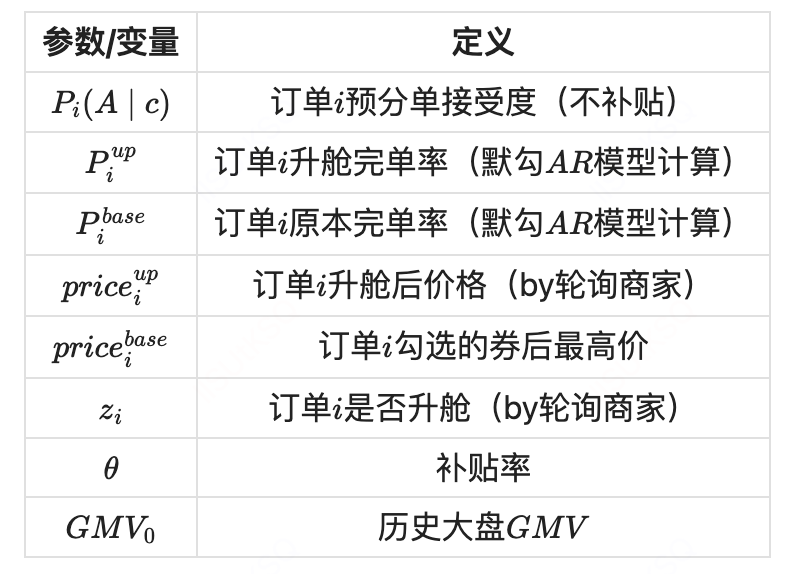 参数/变量 定义
P_i(A | c) 订单i预分单接受度（不补贴）
P_i^{up} 订单i升舱完单率（默勾AR模型计算）
P_i^{base} 订单i原本完单率（默勾AR模型计算）
price_i^{up} 订单i升舱后价格（by轮询商家）
price_i^{base} 订单i勾选的券后最高价
z_i 订单i是否升舱（by轮询商家）
θ 补贴率
GMV_0 历史大盘GMV